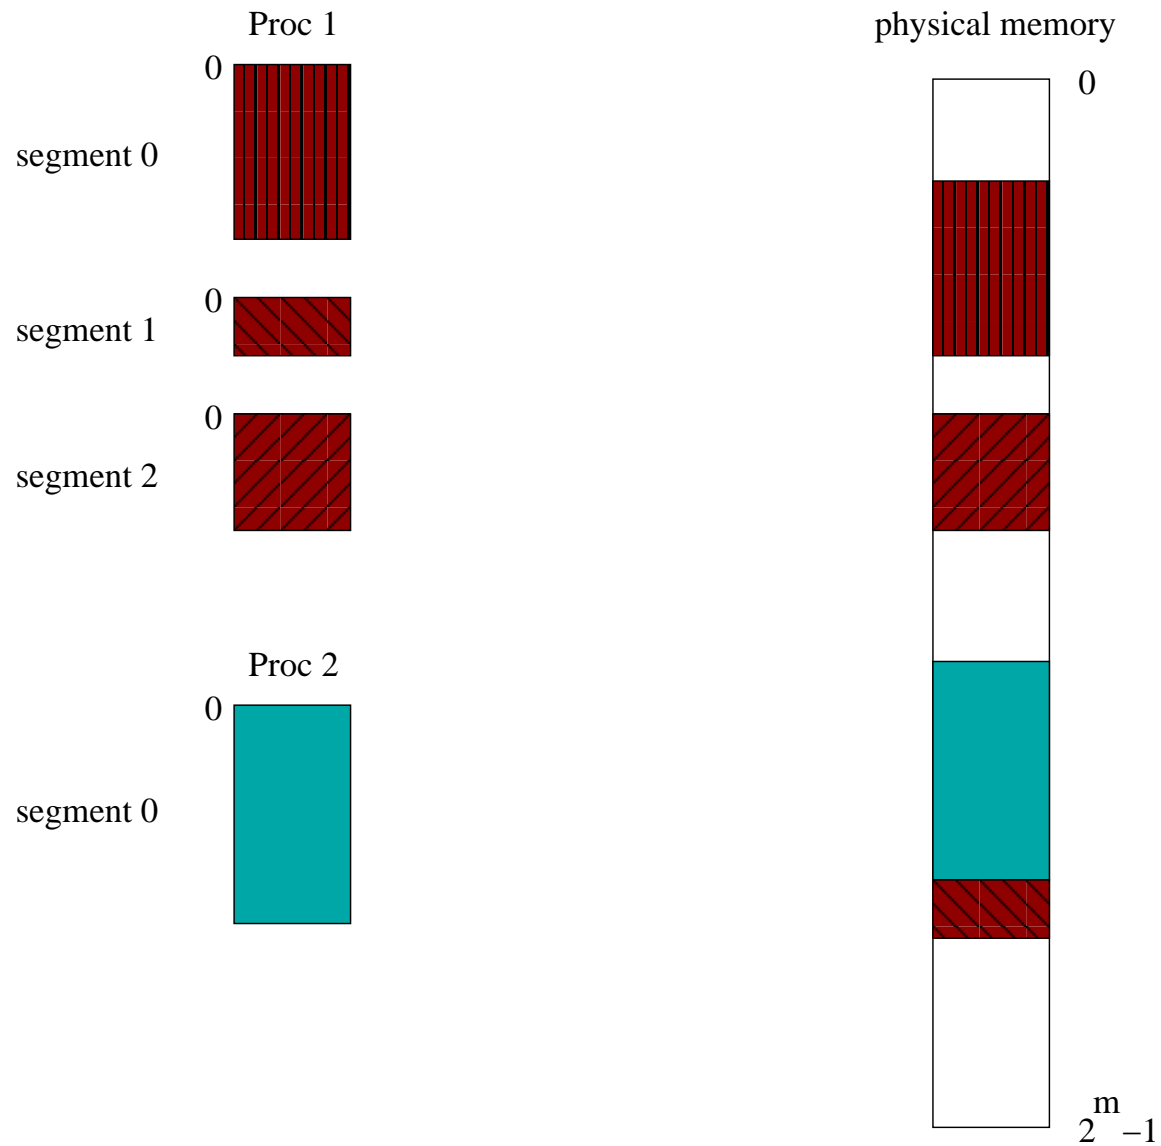 Proc 1
physical memory
0
0
segment 0
0
segment 1
0
segment 2
Proc 2
0
segment 0
m
2 –1